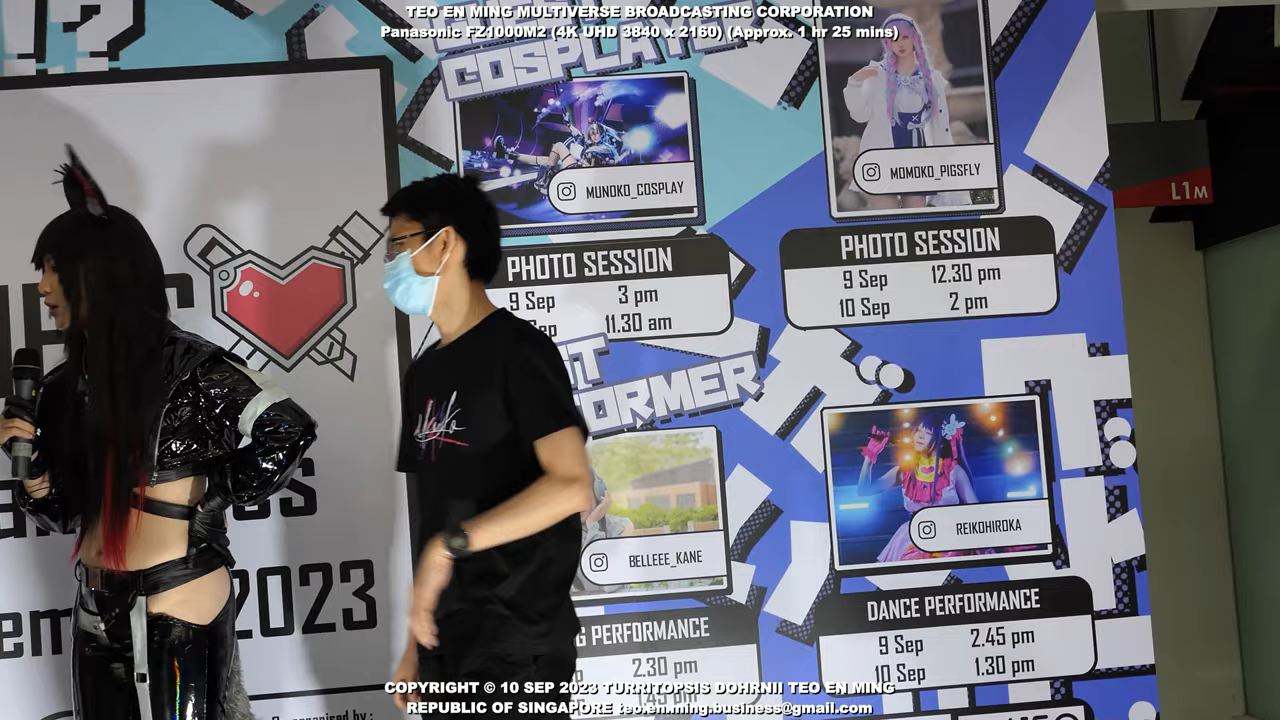 TEO EN MING MULTIVERSE BROADCASTING CORPORATION
Panasonic FZ1000M2 (4K UHD 3840 x 2160) (Approx. 1 hr 25 mins)
COSPLAYER
MUNOKO_COSPLAY
PHOTO SESSION
9 Sep 3 pm
11.30 am
MOMOKO_PIGSFLY
PHOTO SESSION
9 Sep 12.30 pm
10 Sep 2 pm
L1M
BELLEEE_KANE
PERFORMANCE
2.30 pm
REIKOHIROKA
DANCE PERFORMANCE
9 Sep 2.45 pm
10 Sep 1.30 pm
2023
COPYRIGHT © 10 SEP 2023 TURRITOPSIS DOHRNII TEO EN MING
REPUBLIC OF SINGAPORE teo.en.ming.business@gmail.com